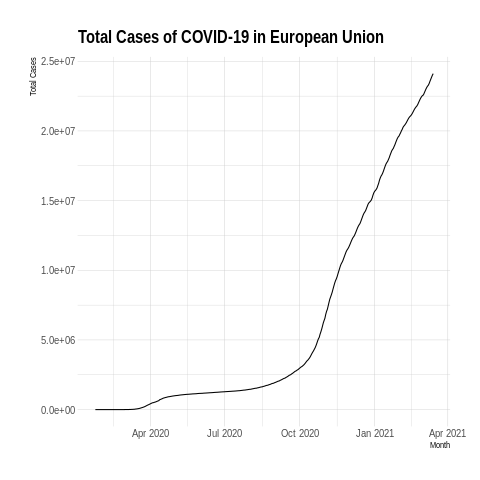 Total Cases of COVID-19 in European Union
Total Cases
2.5e+07
2.0e+07
1.5e+07
1.0e+07
5.0e+06
0.0e+00
Apr 2020 Jul 2020 Oct 2020 Jan 2021 Apr 2021
Month